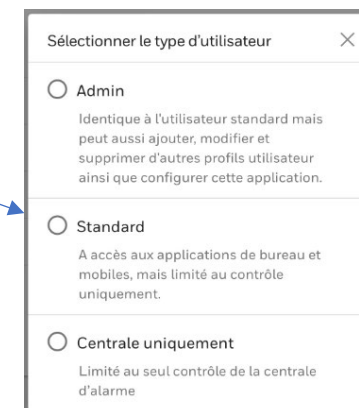 Sélectionner le type d'utilisateur
Admin
Identique à l'utilisateur standard mais
peut aussi ajouter, modifier et
supprimer d'autres profils utilisateur
ainsi que configurer cette application.
Standard
A accès aux applications de bureau et
mobiles, mais limité au contrôle
uniquement.
Centrale uniquement
Limité au seul contrôle de la centrale
d'alarme